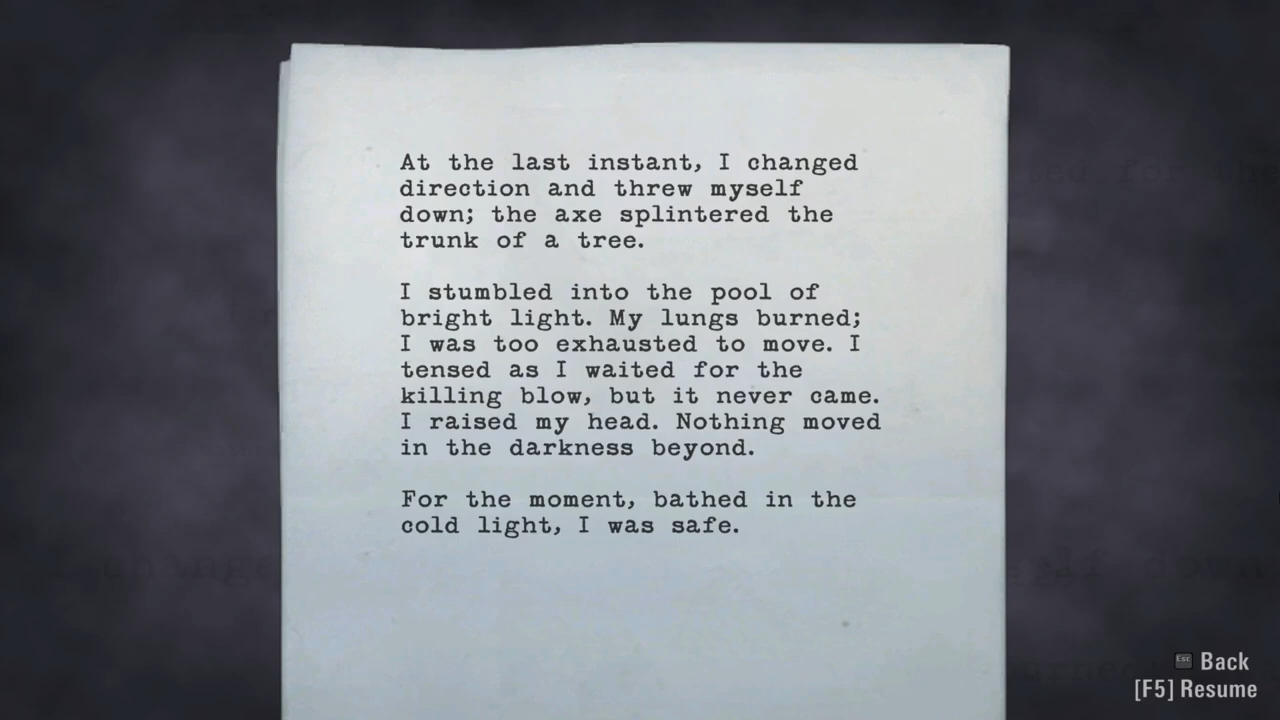 At the last instant, I changed
direction and threw myself
down; the axe splintered the
trunk of a tree.
I stumbled into the pool of
bright light. My lungs burned;
I was too exhausted to move. I
tensed as I waited for the
killing blow, but it never came.
I raised my head. Nothing moved
in the darkness beyond.
For the moment, bathed in the
cold light, I was safe.
Esc Back
[F5] Resume